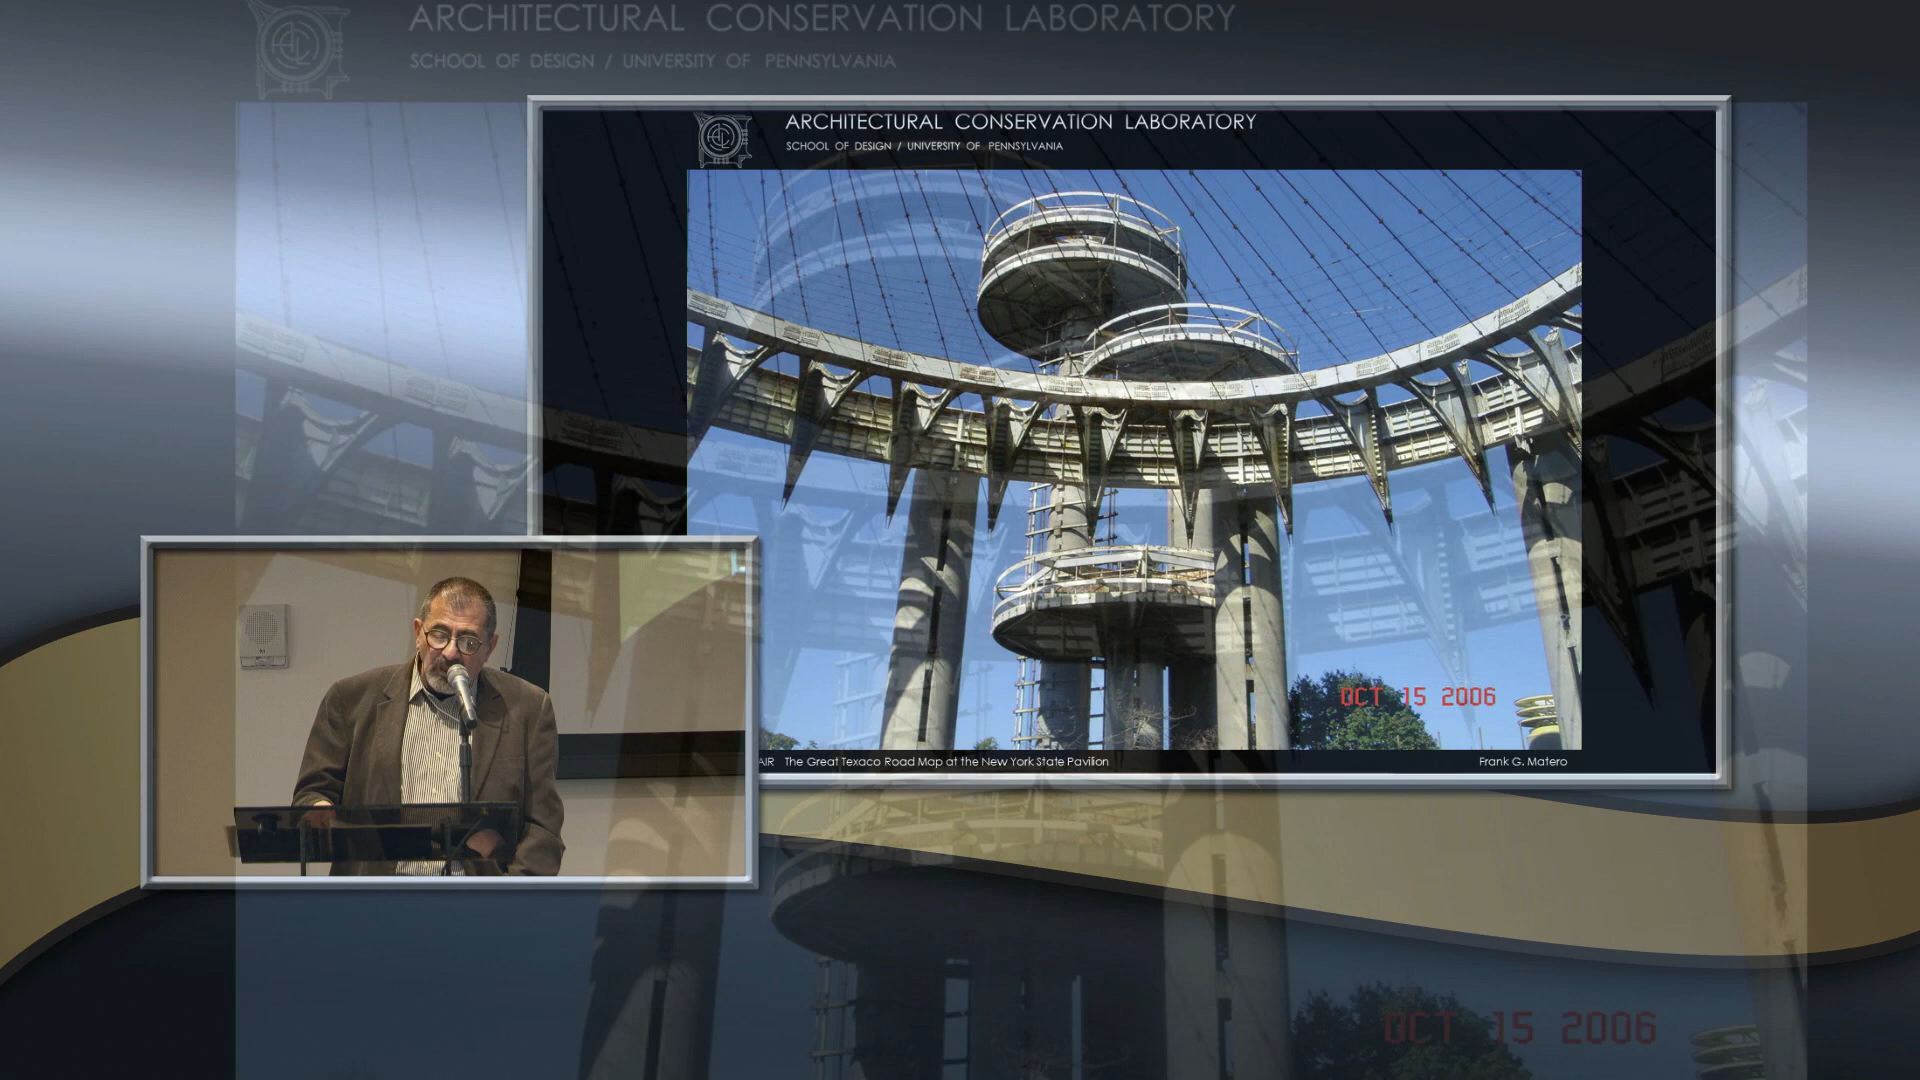 ARCHITECTURAL CONSERVATION LABORATORY
SCHOOL OF DESIGN / UNIVERSITY OF PENNSYLVANIA
ARCHITECTURAL CONSERVATION LABORATORY
SCHOOL OF DESIGN / UNIVERSITY OF PENNSYLVANIA
OCT 15 2006
AIR The Great Texaco Road Map at the New York State Pavilion
Frank G. Matero
OCT 15 2006